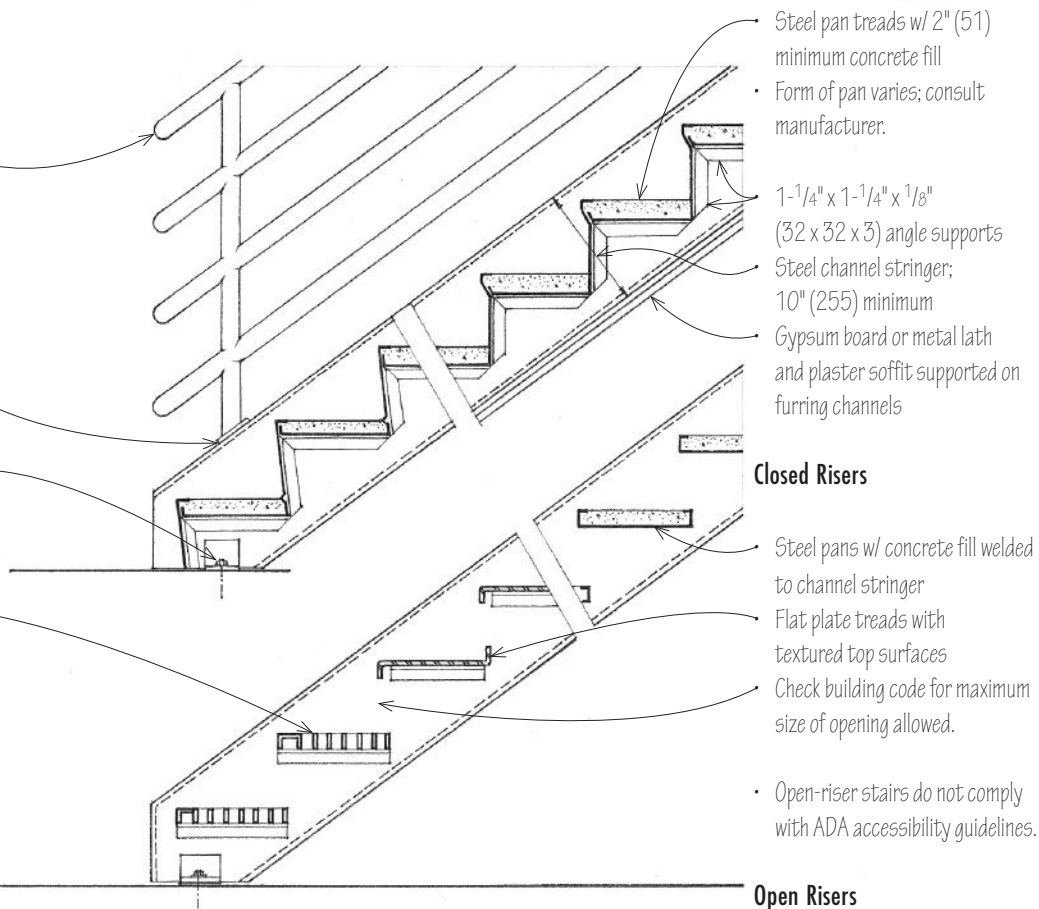 • Steel pan treads w/ 2" (51)
minimum concrete fill
• Form of pan varies; consult
manufacturer.
• 1-1/4" x 1-1/4" x 1/8"
(32 x 32 x 3) angle supports
• Steel channel stringer;
10" (255) minimum
• Gypsum board or metal lath
and plaster soffit supported on
furring channels
Closed Risers
• Steel pans w/ concrete fill welded
to channel stringer
• Flat plate treads with
textured top surfaces
• Check building code for maximum
size of opening allowed.
• Open-riser stairs do not comply
with ADA accessibility guidelines.
Open Risers